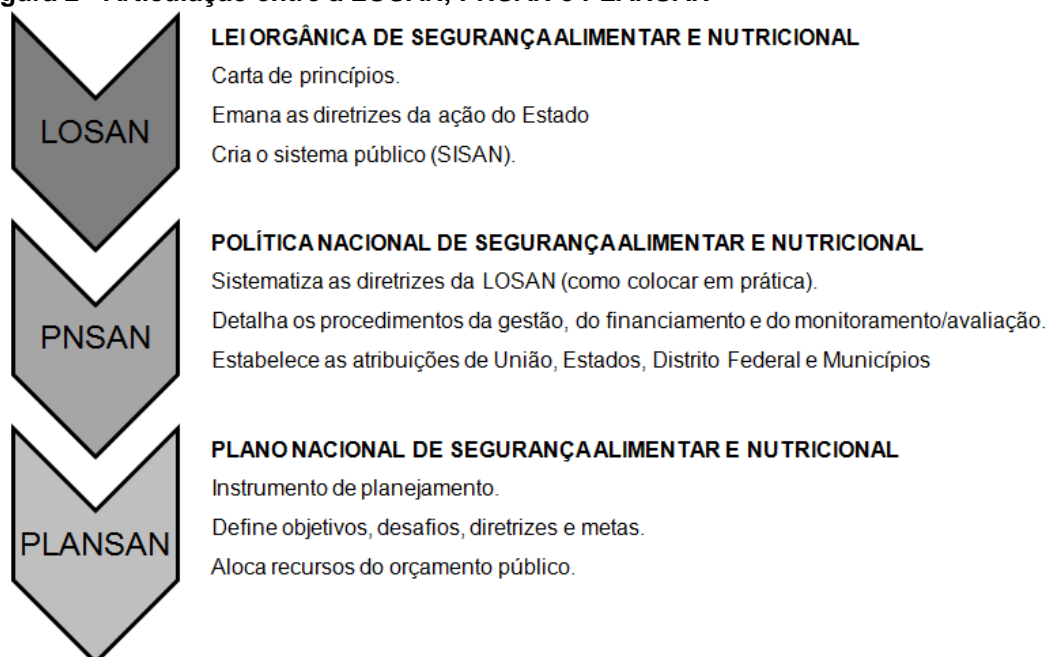 LEI ORGÂNICA DE SEGURANÇA ALIMENTAR E NUTRICIONAL
Carta de princípios.
Emana as diretrizes da ação do Estado
Cria o sistema público (SISAN).
LOSAN
POLÍTICA NACIONAL DE SEGURANÇA ALIMENTAR E NUTRICIONAL
Sistematiza as diretrizes da LOSAN (como colocar em prática).
Detalha os procedimentos da gestão, do financiamento e do monitoramento/avaliação.
Estabelece as atribuições de União, Estados, Distrito Federal e Municípios
PNSAN
PLANO NACIONAL DE SEGURANÇA ALIMENTAR E NUTRICIONAL
Instrumento de planejamento.
Define objetivos, desafios, diretrizes e metas.
Aloca recursos do orçamento público.
PLANSAN